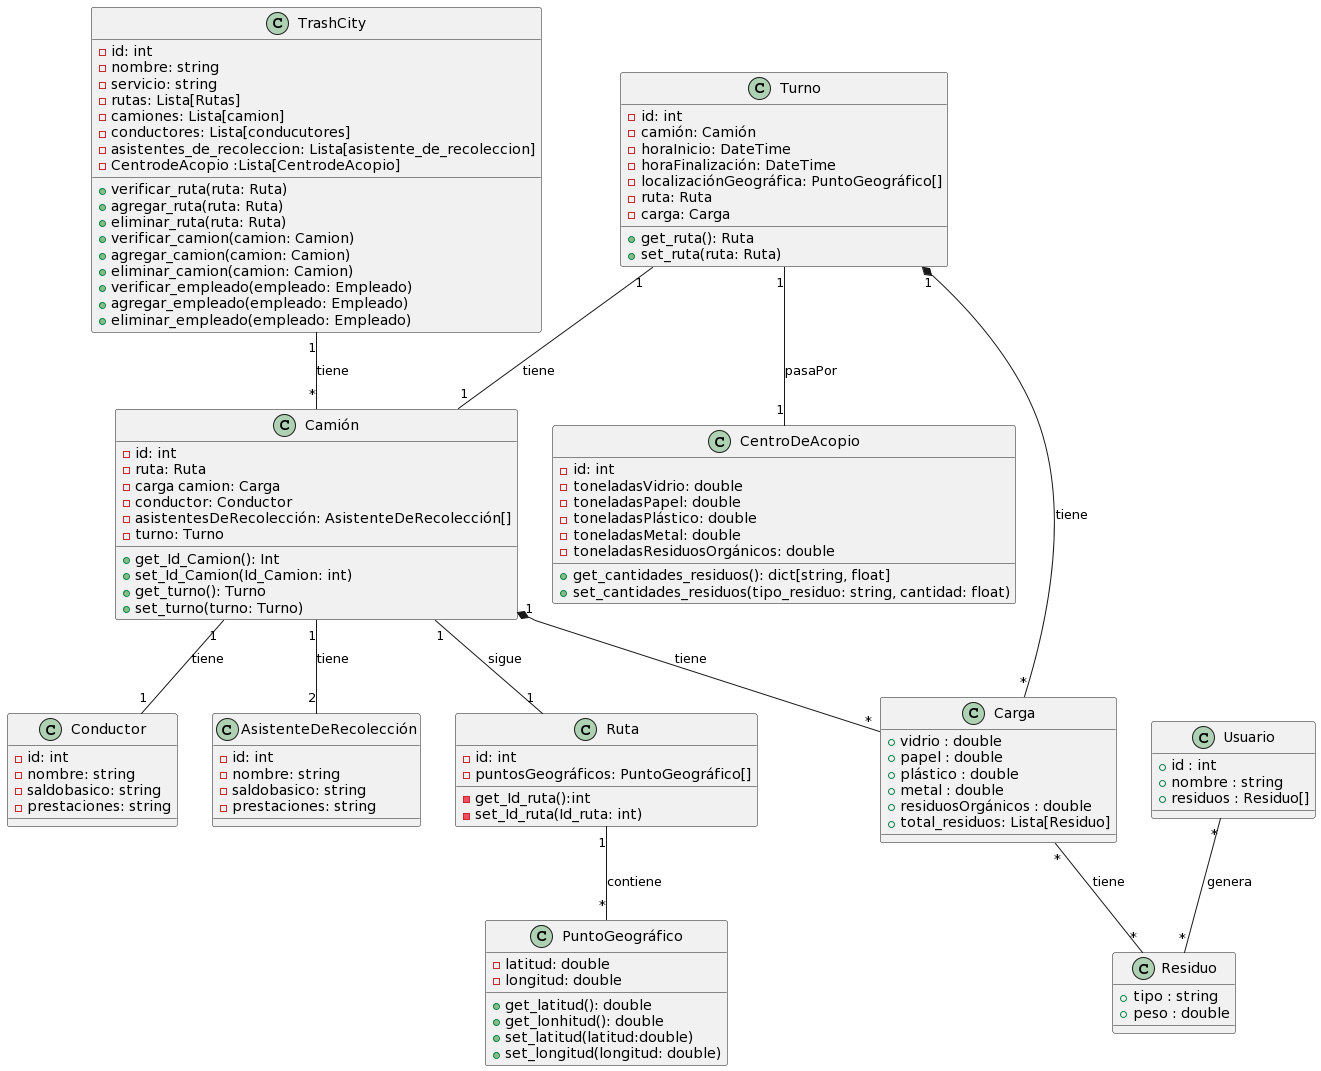 C TrashCity
id: int
nombre: string
servicio: string
rutas: Lista[Rutas]
camiones: Lista[camion]
conductores: Lista[conducutores]
asistentes_de_recoleccion: Lista[asistente_de_recoleccion]
CentrodeAcopio :Lista[CentrodeAcopio]
verificar_ruta(ruta: Ruta)
agregar_ruta(ruta: Ruta)
eliminar_ruta(ruta: Ruta)
verificar_camion(camion: Camion)
agregar_camion(camion: Camion)
eliminar_camion(camion: Camion)
verificar_empleado(empleado: Empleado)
agregar_empleado(empleado: Empleado)
eliminar_empleado(empleado: Empleado)
C Turno
id: int
camión: Camión
horaInicio: DateTime
horaFinalización: DateTime
localizaciónGeográfica: PuntoGeográfico[]
ruta: Ruta
carga: Carga
get_ruta(): Ruta
set_ruta(ruta: Ruta)
1
tiene
*
1
tiene
1
1
pasaPor
1
1
tiene
*
C Camión
id: int
ruta: Ruta
carga camion: Carga
conductor: Conductor
asistentesDeRecolección: AsistenteDeRecolección[]
turno: Turno
get_Id_Camion(): Int
set_Id_Camion(Id_Camion: int)
get_turno(): Turno
set_turno(turno: Turno)
C CentroDeAcopio
id: int
toneladasVidrio: double
toneladasPapel: double
toneladasPlástico: double
toneladasMetal: double
toneladasResiduosOrgánicos: double
get_cantidades_residuos(): dict[string, float]
set_cantidades_residuos(tipo_residuo: string, cantidad: float)
1
tiene
1
1
tiene
2
1
sigue
1
1
tiene
*
C Conductor
id: int
nombre: string
saldobasico: string
prestaciones: string
C AsistenteDeRecolección
id: int
nombre: string
saldobasico: string
prestaciones: string
C Ruta
id: int
puntosGeográficos: PuntoGeográfico[]
get_Id_ruta():int
set_Id_ruta(Id_ruta: int)
C Carga
vidrio : double
papel : double
plástico : double
metal : double
residuosOrgánicos : double
total_residuos: Lista[Residuo]
C Usuario
id : int
nombre : string
residuos : Residuo[]
1
contiene
*
*
tiene
*
*
genera
*
C PuntoGeográfico
latitud: double
longitud: double
get_latitud(): double
get_lonhitud(): double
set_latitud(latitud:double)
set_longitud(longitud: double)
C Residuo
tipo : string
peso : double